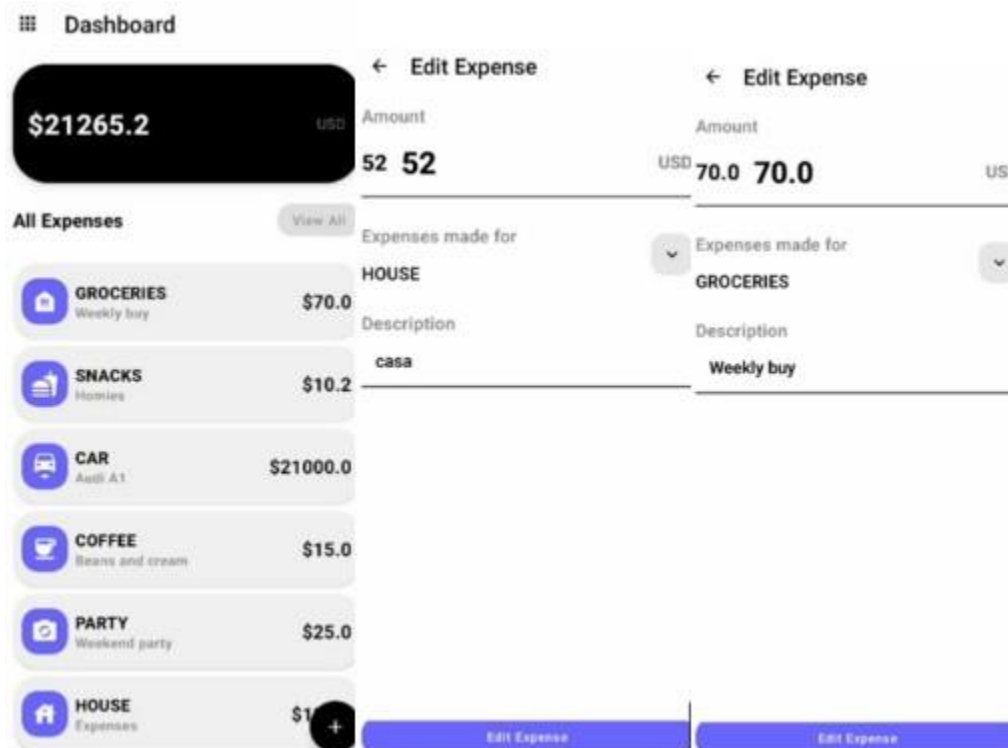 Dashboard
$21265.2 USD
All Expenses View All
GROCERIES
Weekly buy
$70.0
SNACKS
Homies
$10.2
CAR
Audi A1
$21000.0
COFFEE
Beans and cream
$15.0
PARTY
Weekend party
$25.0
HOUSE
Expenses
+
← Edit Expense
Amount
52 52 USD
Expenses made for
HOUSE
Description
casa
Edit Expense
← Edit Expense
Amount
70.0 70.0 US
Expenses made for
GROCERIES
Description
Weekly buy
Edit Expense